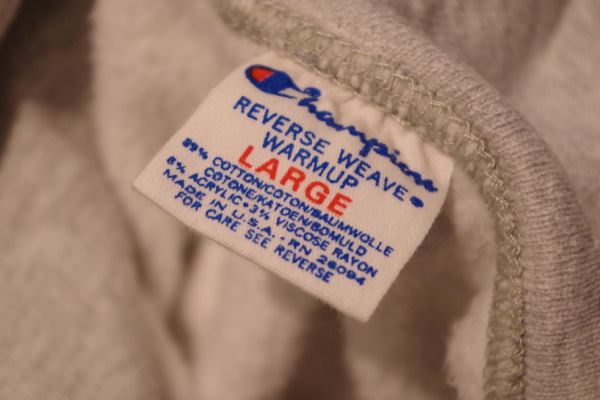 Champion
REVERSE WEAVE
WARMUP
LARGE
89% COTTON/COTON/BAUMWOLLE
COTONE/KATOEN/BOMULD
8% ACRYLIC·3% VISCOSE RAYON
MADE IN U.S.A.·RN 26094
FOR CARE SEE REVERSE